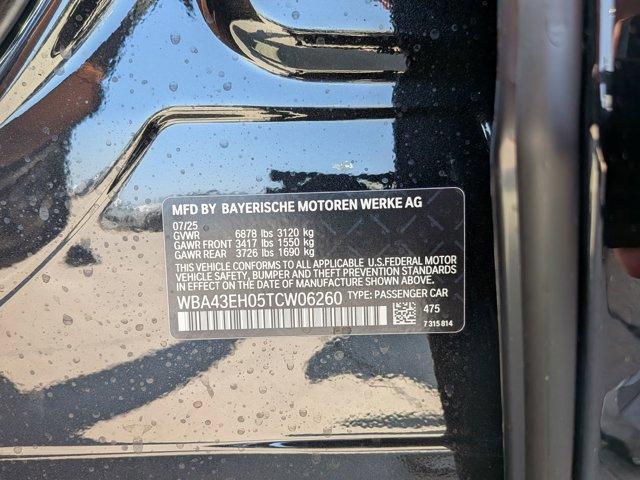 MFD BY BAYERISCHE MOTOREN WERKE AG
07/25
GVWR 6878 lbs 3120 kg
GAWR FRONT 3417 lbs 1550 kg
GAWR REAR 3726 lbs 1690 kg
THIS VEHICLE CONFORMS TO ALL APPLICABLE U.S.FEDERAL MOTOR
VEHICLE SAFETY, BUMPER AND THEFT PREVENTION STANDARDS
IN EFFECT ON THE DATE OF MANUFACTURE SHOWN ABOVE.
WBA43EH05TCW06260 TYPE: PASSENGER CAR
475
7 315 814